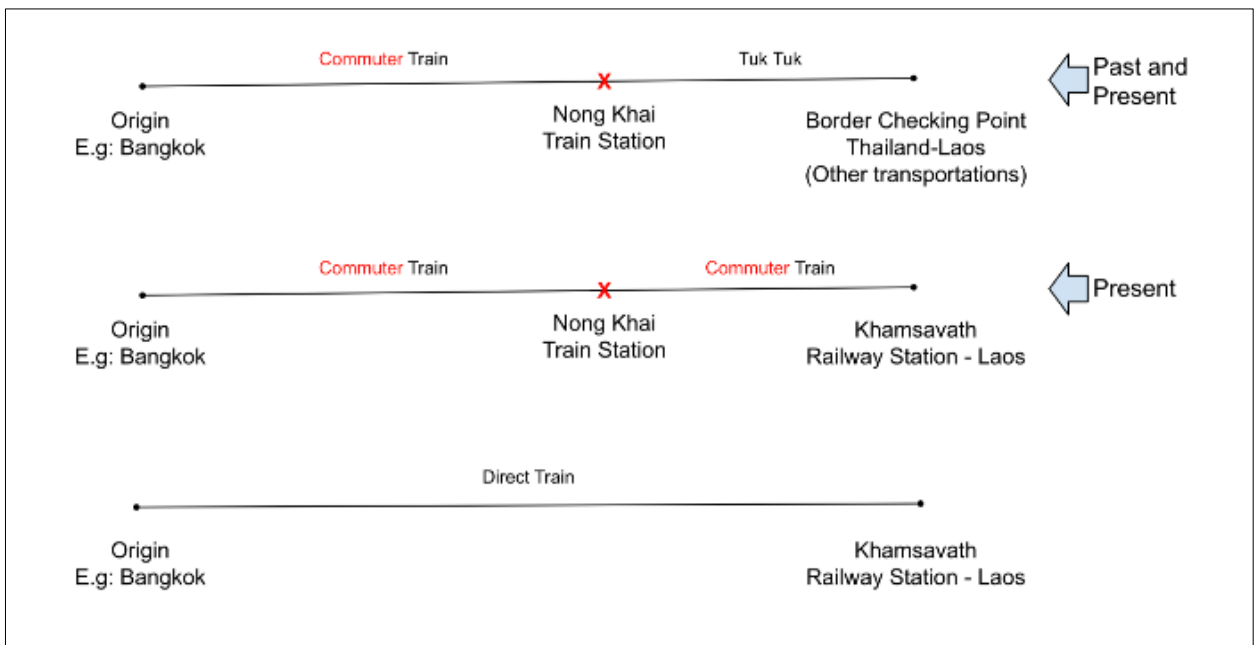 Commuter Train
Tuk Tuk
X
Origin
E.g: Bangkok
Nong Khai
Train Station
Border Checking Point
Thailand-Laos
(Other transportations)
Past and
Present
Commuter Train
Commuter Train
X
Origin
E.g: Bangkok
Nong Khai
Train Station
Khamsavath
Railway Station - Laos
Present
Direct Train
Origin
E.g: Bangkok
Khamsavath
Railway Station - Laos